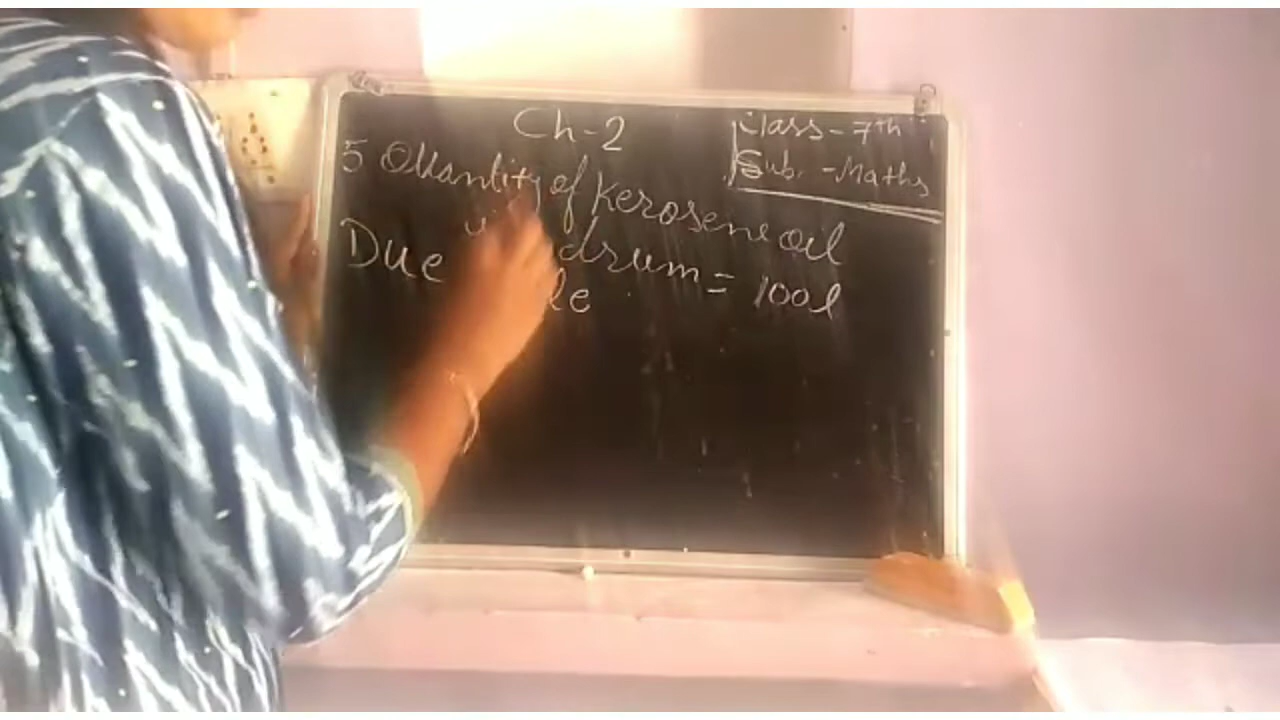 Ch-2
Class - 7th
Sub. - Maths
5 Quantity of Kerosene oil
drum = 100l
Due